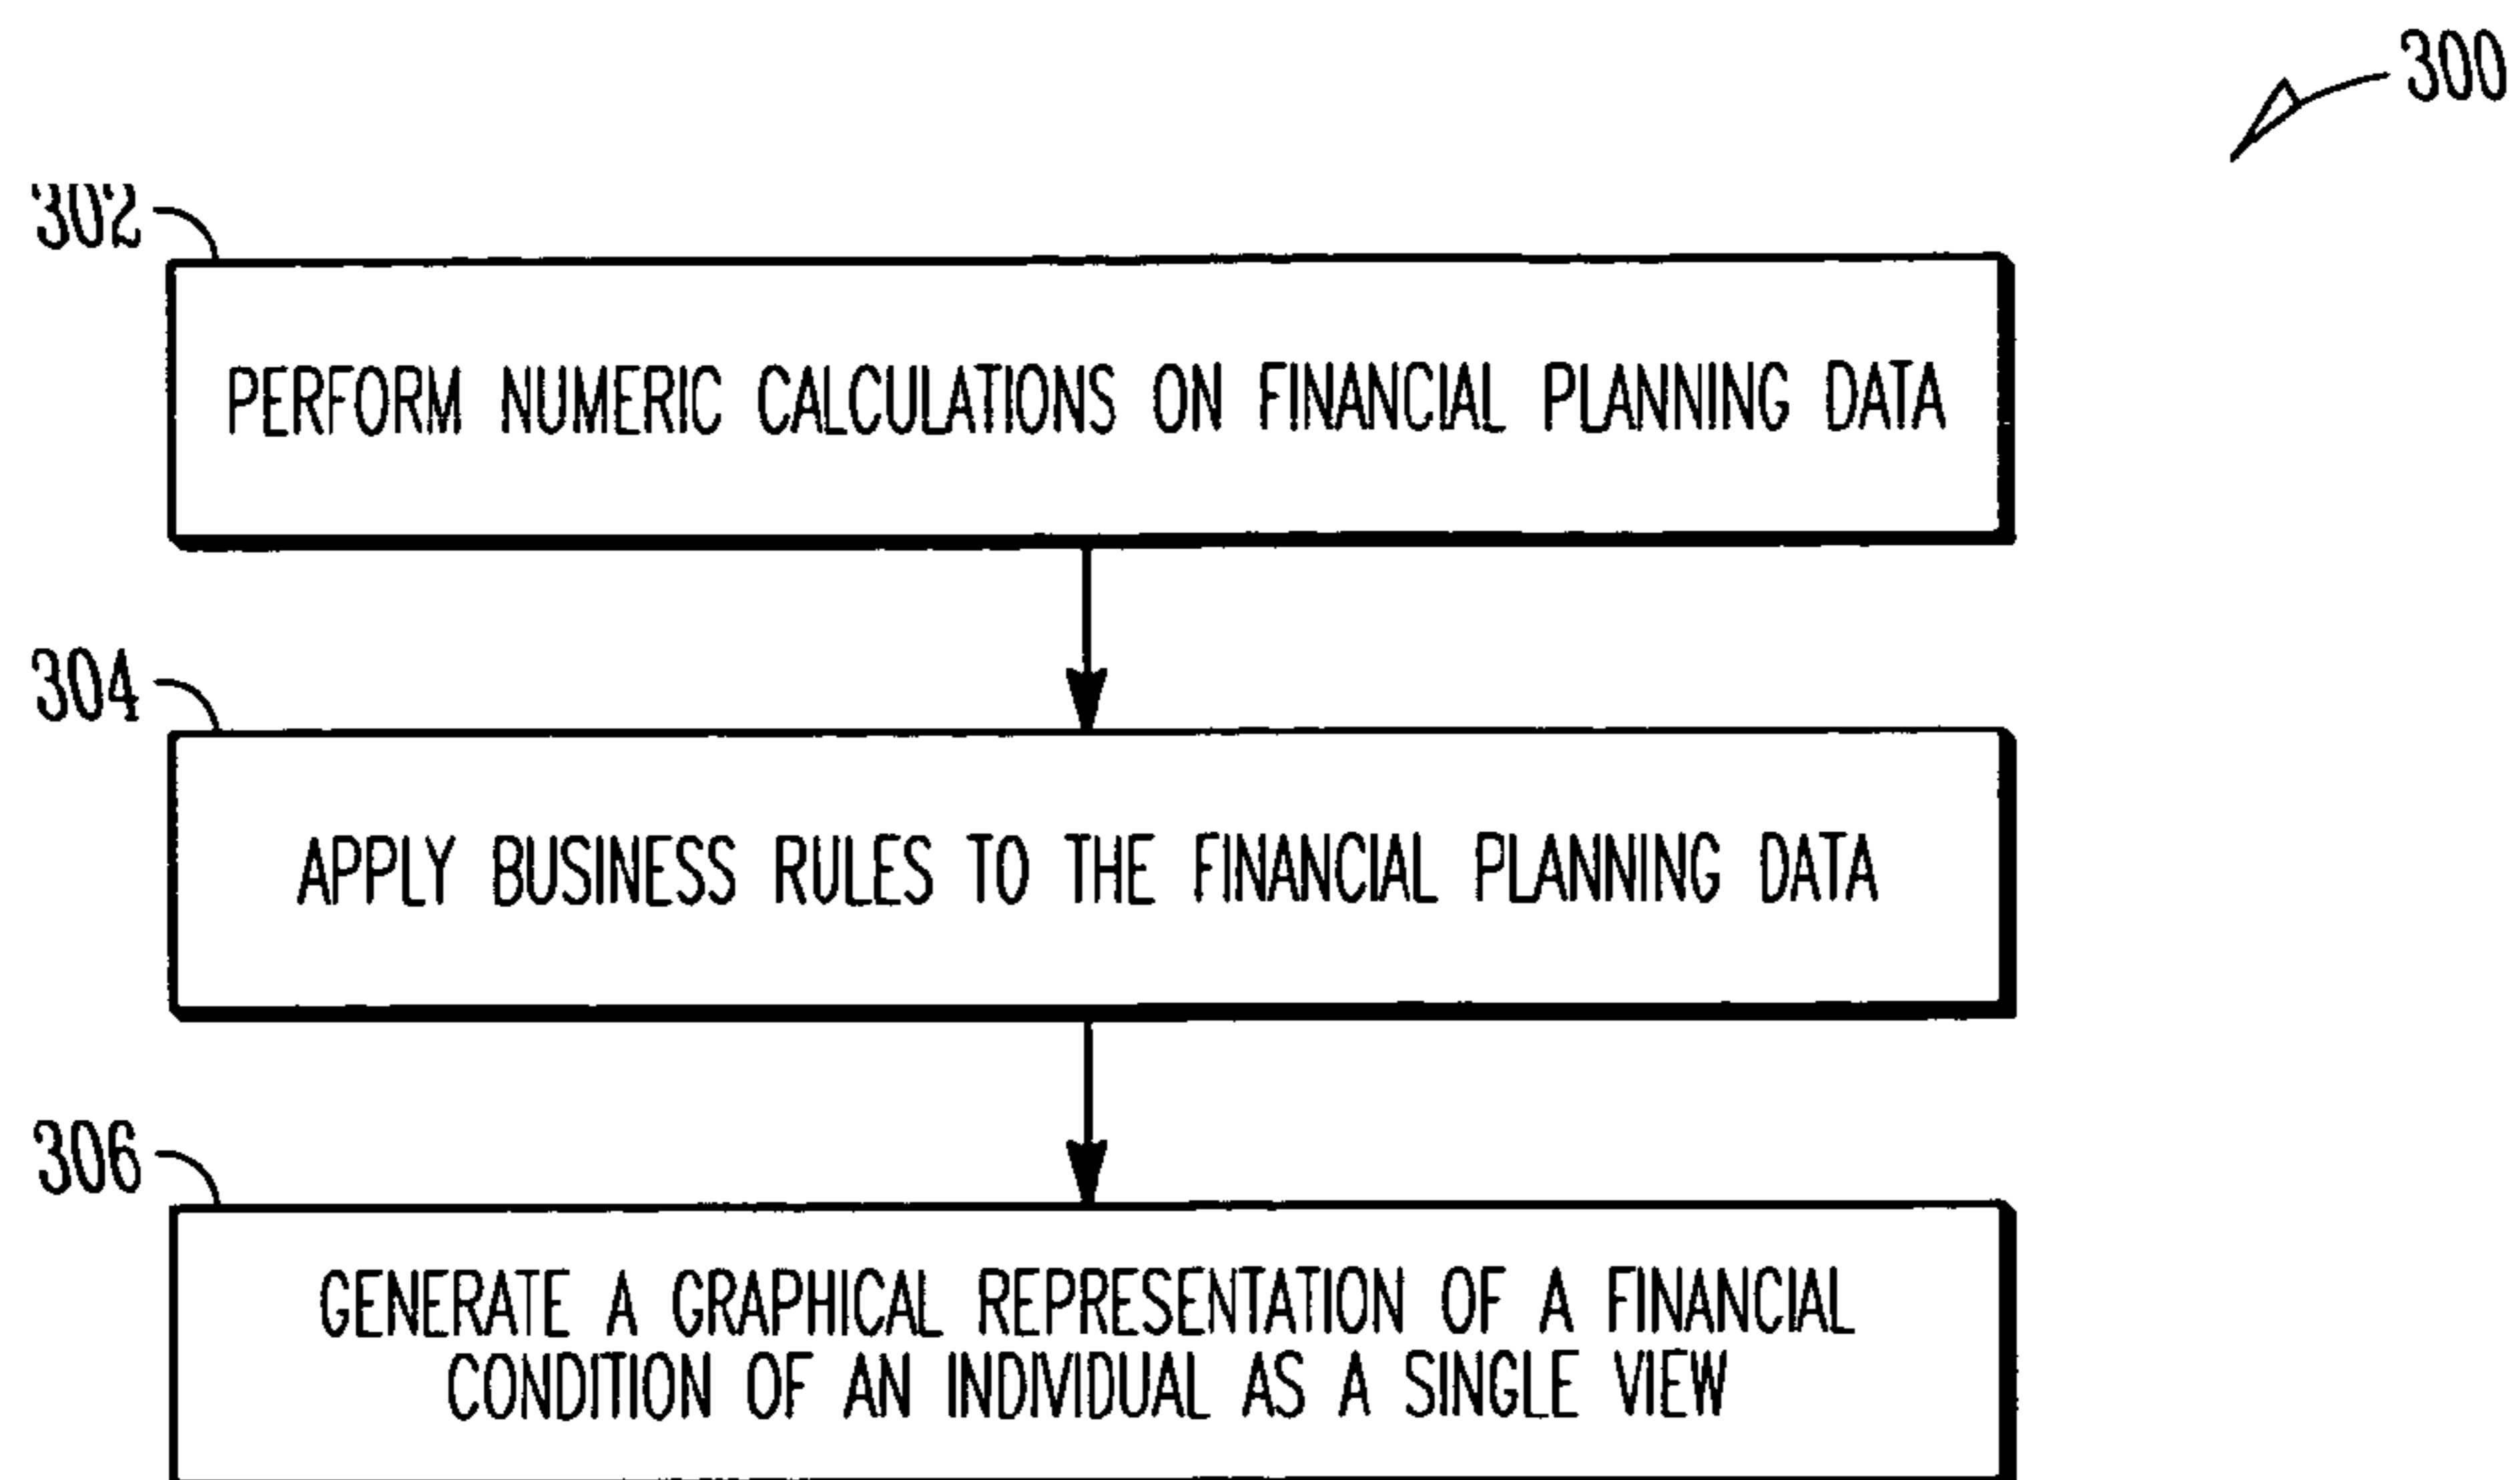 300
302
PERFORM NUMERIC CALCULATIONS ON FINANCIAL PLANNING DATA
304
APPLY BUSINESS RULES TO THE FINANCIAL PLANNING DATA
306
GENERATE A GRAPHICAL REPRESENTATION OF A FINANCIAL
CONDITION OF AN INDIVIDUAL AS A SINGLE VIEW